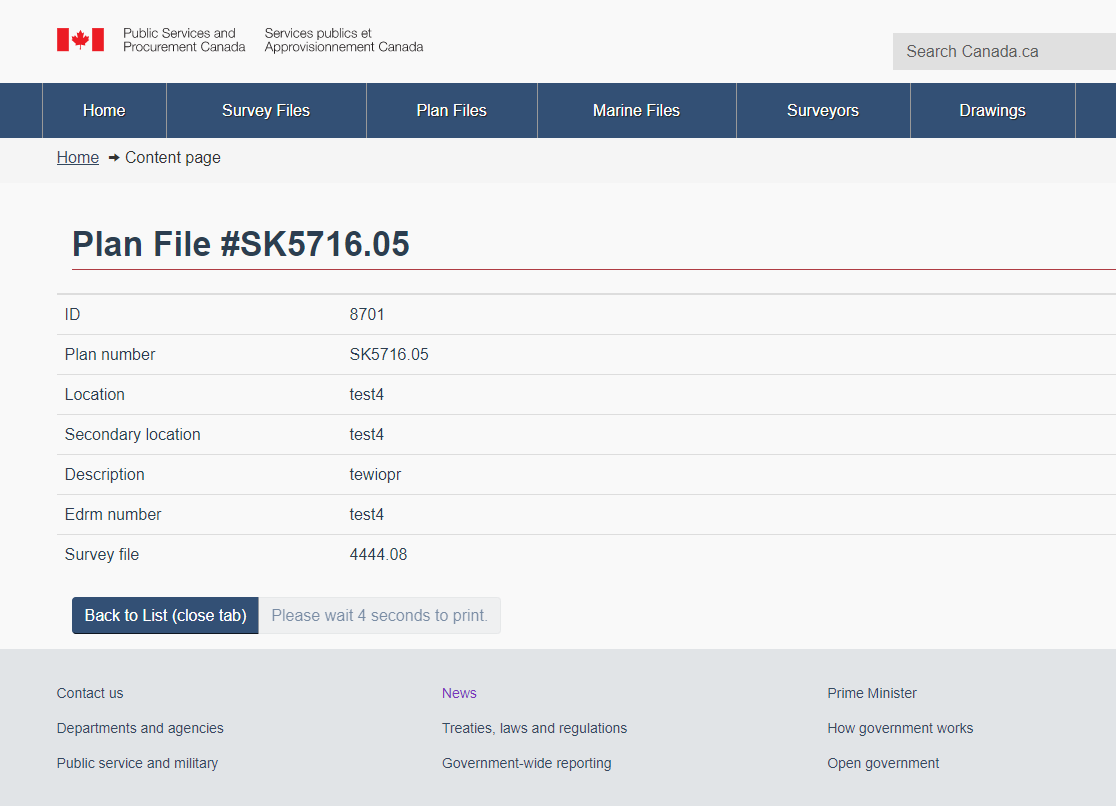 Public Services and Services publics et
Procurement Canada Approvisionnement Canada
Search Canada.ca
Home Survey Files Plan Files Marine Files Surveyors Drawings
Home ➞ Content page
Plan File #SK5716.05
ID 8701
Plan number SK5716.05
Location test4
Secondary location test4
Description tewiopr
Edrm number test4
Survey file 4444.08
Back to List (close tab) Please wait 4 seconds to print.
Contact us News Prime Minister
Departments and agencies Treaties, laws and regulations How government works
Public service and military Government-wide reporting Open government